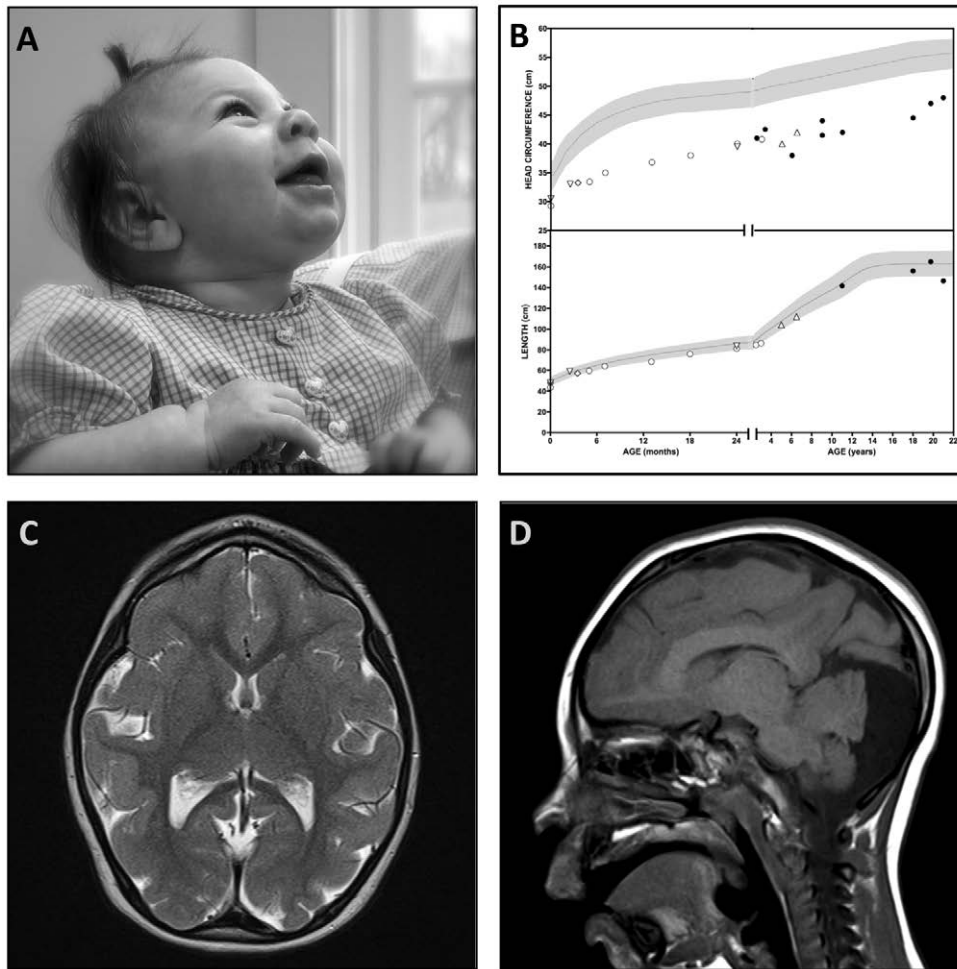 A
B
60
55
50
45
40
35
30
25
HEAD CIRCUMFERENCE (cm)
180
160
140
120
100
80
60
40
20
0
LENGTH (cm)
0 6 12 18 24 4 6 8 10 12 14 16 18 20 22
AGE (months) AGE (years)
C
D